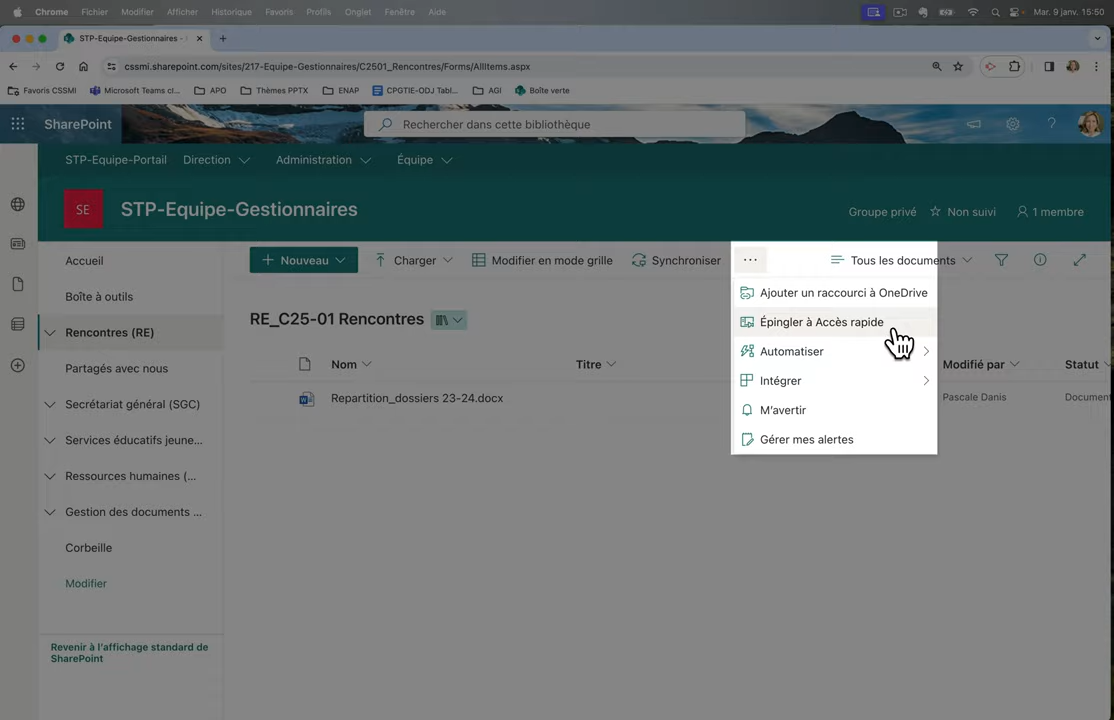 Chrome Fichier Modifier Afficher Historique Favoris Profils Onglet Fenêtre Aide Mar. 9 janv. 15:50
STP-Equipe-Gestionnaires -
cssmi.sharepoint.com/sites/217-Equipe-Gestionnaires/C2501_Rencontres/Forms/AllItems.aspx
Favoris CSSMI Microsoft Teams cl... APO Thèmes PPTX ENAP CPGTIE-ODJ Tabl... AGI Boîte verte
SharePoint Rechercher dans cette bibliothèque
STP-Equipe-Portail Direction Administration Équipe
SE STP-Equipe-Gestionnaires Groupe privé Non suivi 1 membre
Accueil
Boîte à outils
Rencontres (RE)
Partagés avec nous
Secrétariat général (SGC)
Services éducatifs jeune...
Ressources humaines (...
Gestion des documents ...
Corbeille
Modifier
Revenir à l'affichage standard de
SharePoint
+ Nouveau Charger Modifier en mode grille Synchroniser ... Tous les documents
RE_C25-01 Rencontres
Nom Titre Modifié par Statut
Repartition_dossiers 23-24.docx Pascale Danis Document
Ajouter un raccourci à OneDrive
Épingler à Accès rapide
Automatiser
Intégrer
M'avertir
Gérer mes alertes